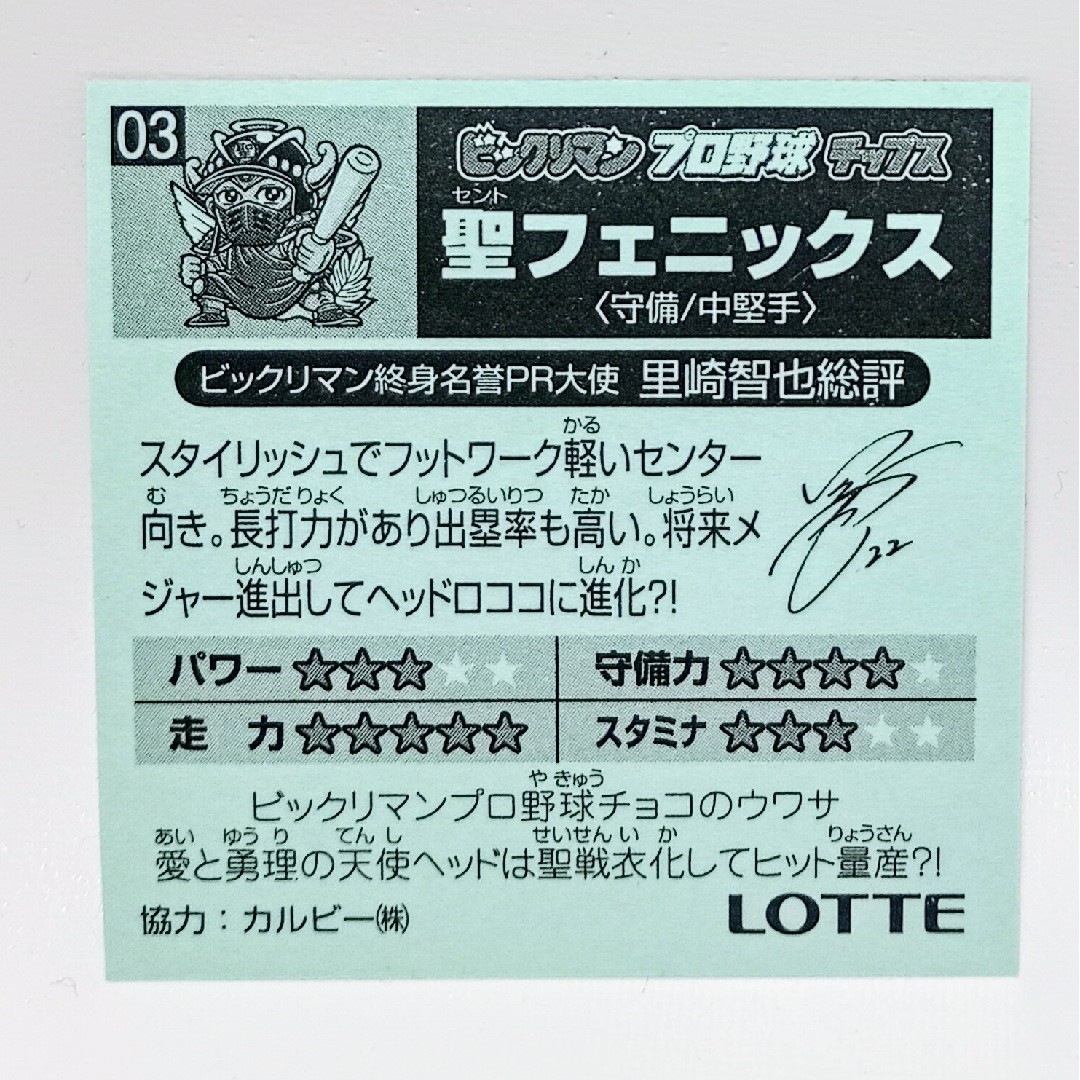 03
ビックリマン プロ野球 チップス
セント
聖フェニックス
〈守備/中堅手〉
ビックリマン終身名誉PR大使 里崎智也総評
かる
スタイリッシュでフットワーク軽いセンター
む ちょうだりょく しゅつるいりつ たか しょうらい
向き。長打力があり出塁率も高い。将来メ
しんしゅつ しんか
ジャー進出してヘッドロココに進化?!
22
パワー ★★★☆☆ 守備力 ★★★★☆
走 力 ★★★★★ スタミナ ★★★☆☆
や きゅう
ビックリマンプロ野球チョコのウワサ
あい ゆうり てんし せいせんいか りょうさん
愛と勇理の天使ヘッドは聖戦衣化してヒット量産?!
協力：カルビー㈱
LOTTE